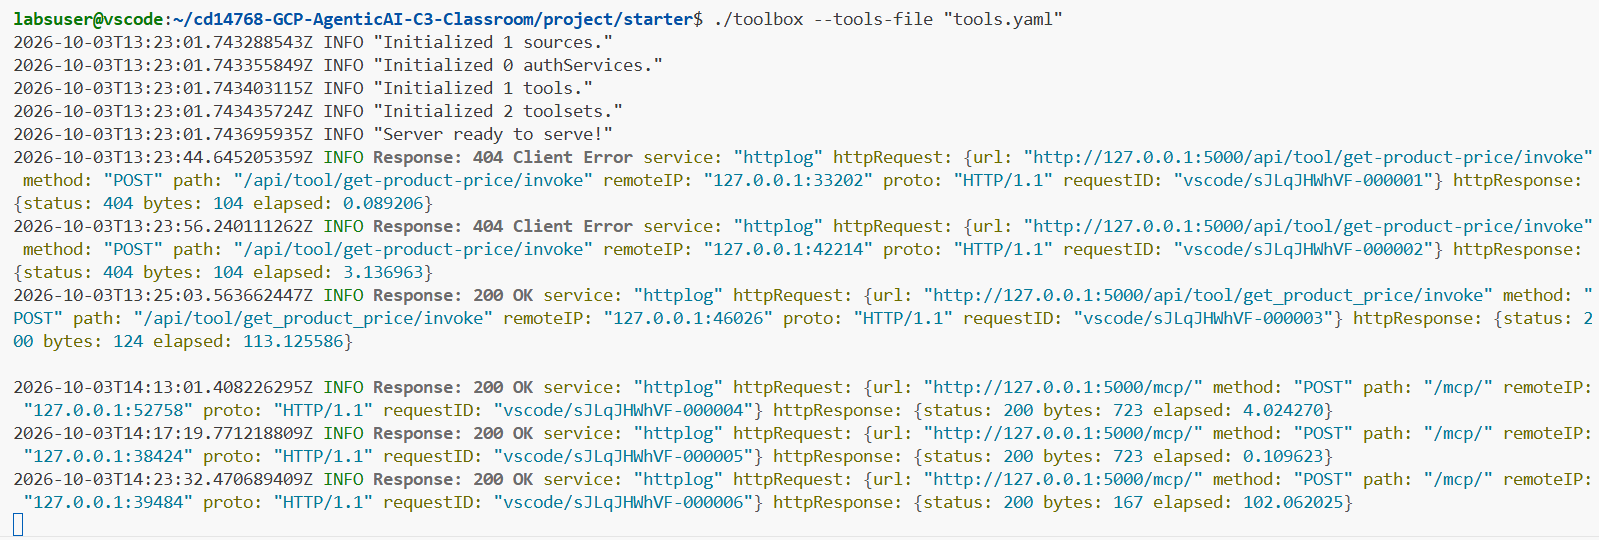 labsuser@vscode:~/cd14768-GCP-AgenticAI-C3-Classroom/project/starter$ ./toolbox --tools-file "tools.yaml"
2026-10-03T13:23:01.743288543Z INFO "Initialized 1 sources."
2026-10-03T13:23:01.743355849Z INFO "Initialized 0 authServices."
2026-10-03T13:23:01.743403115Z INFO "Initialized 1 tools."
2026-10-03T13:23:01.743435724Z INFO "Initialized 2 toolsets."
2026-10-03T13:23:01.743695935Z INFO "Server ready to serve!"
2026-10-03T13:23:44.645205359Z INFO Response: 404 Client Error service: "httplog" httpRequest: {url: "http://127.0.0.1:5000/api/tool/get-product-price/invoke"
 method: "POST" path: "/api/tool/get-product-price/invoke" remoteIP: "127.0.0.1:33202" proto: "HTTP/1.1" requestID: "vscode/sJLqJHWhVF-000001"} httpResponse:
{status: 404 bytes: 104 elapsed: 0.089206}
2026-10-03T13:23:56.240111262Z INFO Response: 404 Client Error service: "httplog" httpRequest: {url: "http://127.0.0.1:5000/api/tool/get-product-price/invoke"
 method: "POST" path: "/api/tool/get-product-price/invoke" remoteIP: "127.0.0.1:42214" proto: "HTTP/1.1" requestID: "vscode/sJLqJHWhVF-000002"} httpResponse:
{status: 404 bytes: 104 elapsed: 3.136963}
2026-10-03T13:25:03.563662447Z INFO Response: 200 OK service: "httplog" httpRequest: {url: "http://127.0.0.1:5000/api/tool/get_product_price/invoke" method: "
POST" path: "/api/tool/get_product_price/invoke" remoteIP: "127.0.0.1:46026" proto: "HTTP/1.1" requestID: "vscode/sJLqJHWhVF-000003"} httpResponse: {status: 2
00 bytes: 124 elapsed: 113.125586}
2026-10-03T14:13:01.408226295Z INFO Response: 200 OK service: "httplog" httpRequest: {url: "http://127.0.0.1:5000/mcp/" method: "POST" path: "/mcp/" remoteIP:
 "127.0.0.1:52758" proto: "HTTP/1.1" requestID: "vscode/sJLqJHWhVF-000004"} httpResponse: {status: 200 bytes: 723 elapsed: 4.024270}
2026-10-03T14:17:19.771218809Z INFO Response: 200 OK service: "httplog" httpRequest: {url: "http://127.0.0.1:5000/mcp/" method: "POST" path: "/mcp/" remoteIP:
 "127.0.0.1:38424" proto: "HTTP/1.1" requestID: "vscode/sJLqJHWhVF-000005"} httpResponse: {status: 200 bytes: 723 elapsed: 0.109623}
2026-10-03T14:23:32.470689409Z INFO Response: 200 OK service: "httplog" httpRequest: {url: "http://127.0.0.1:5000/mcp/" method: "POST" path: "/mcp/" remoteIP:
 "127.0.0.1:39484" proto: "HTTP/1.1" requestID: "vscode/sJLqJHWhVF-000006"} httpResponse: {status: 200 bytes: 167 elapsed: 102.062025}